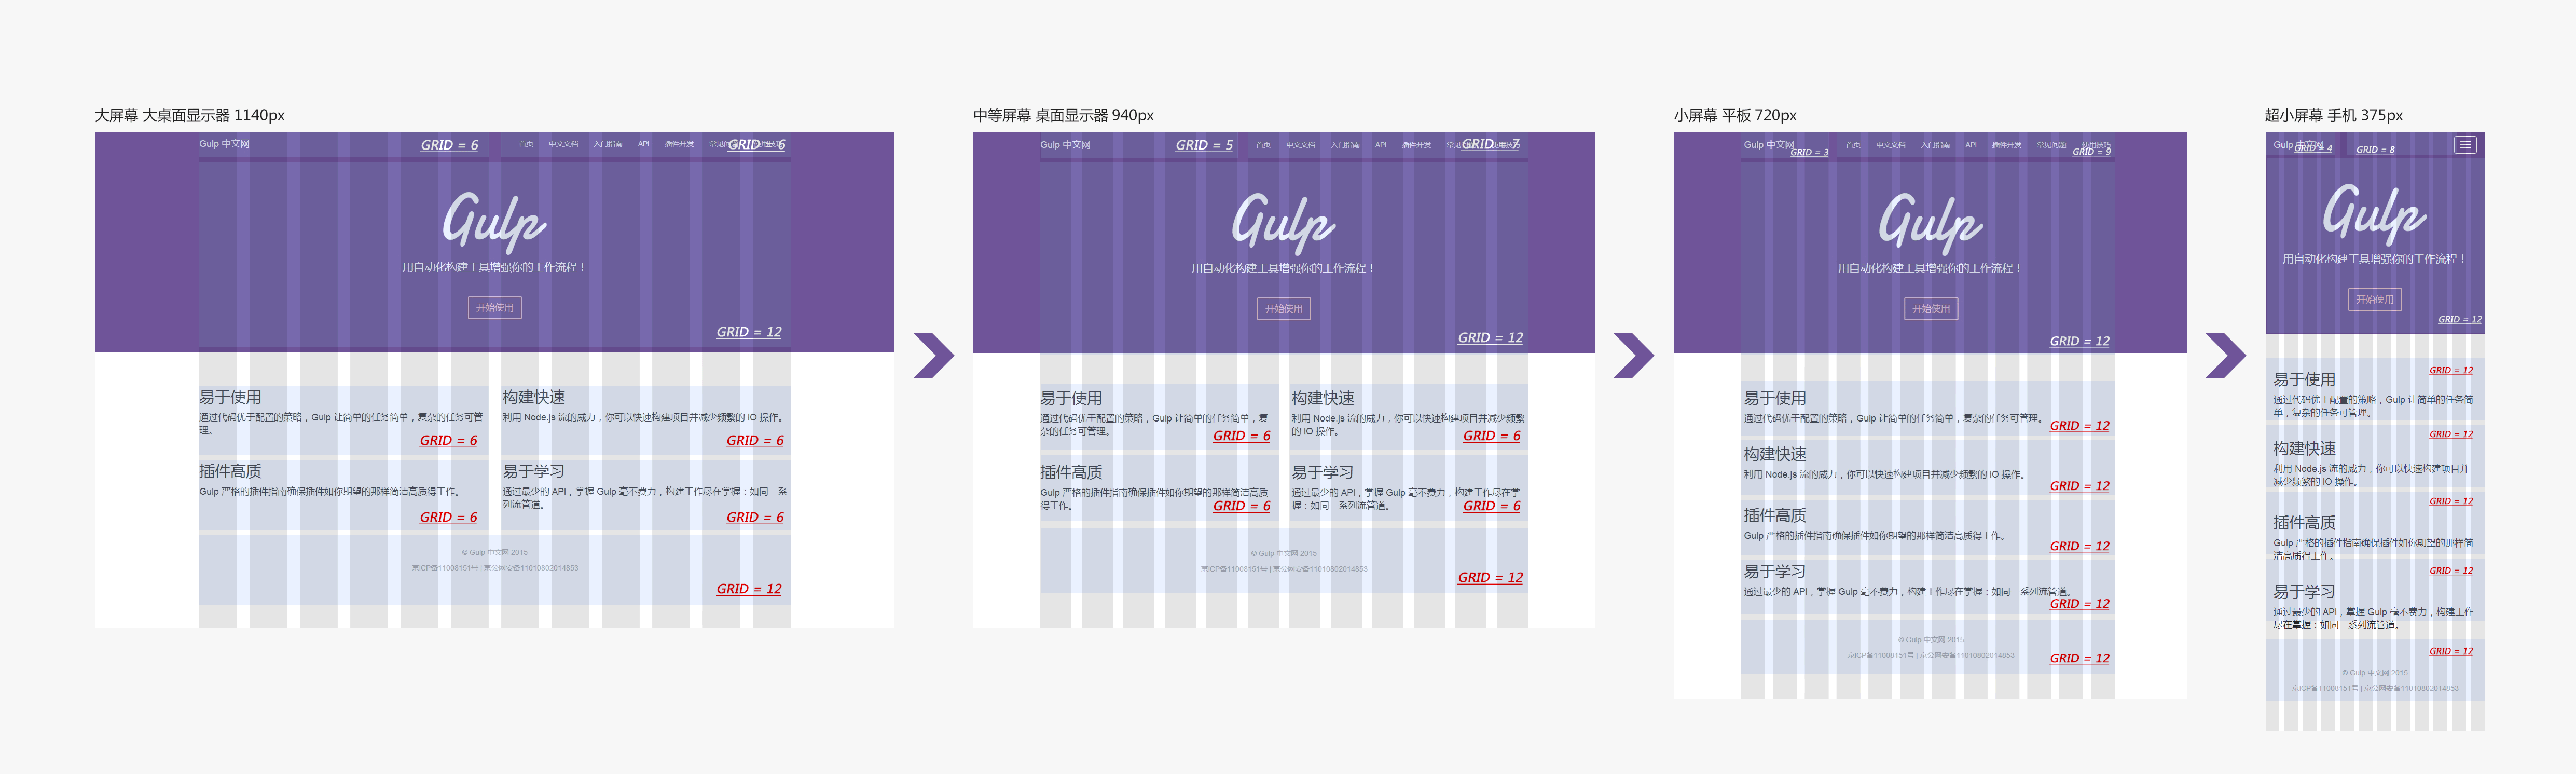 大屏幕 大桌面显示器 1140px
Gulp 中文网
GRID = 6
首页 中文文档 入门指南 API 插件开发 常见问题 使用技巧
GRID = 6
Gulp
用自动化构建工具增强你的工作流程！
开始使用
GRID = 12
易于使用
通过代码优于配置的策略，Gulp 让简单的任务简单，复杂的任务可管
理。
GRID = 6
构建快速
利用 Node.js 流的威力，你可以快速构建项目并减少频繁的 IO 操作。
GRID = 6
插件高质
Gulp 严格的插件指南确保插件如你期望的那样简洁高质得工作。
GRID = 6
易于学习
通过最少的 API，掌握 Gulp 毫不费力，构建工作尽在掌握：如同一系
列流管道。
GRID = 6
© Gulp 中文网 2015
京ICP备11008151号 | 京公网安备11010802014853
GRID = 12
中等屏幕 桌面显示器 940px
Gulp 中文网
GRID = 5
首页 中文文档 入门指南 API 插件开发 常见问题 使用技巧
GRID = 7
Gulp
用自动化构建工具增强你的工作流程！
开始使用
GRID = 12
易于使用
通过代码优于配置的策略，Gulp 让简单的任务简单，复
杂的任务可管理。
GRID = 6
构建快速
利用 Node.js 流的威力，你可以快速构建项目并减少频繁
的 IO 操作。
GRID = 6
插件高质
Gulp 严格的插件指南确保插件如你期望的那样简洁高质
得工作。
GRID = 6
易于学习
通过最少的 API，掌握 Gulp 毫不费力，构建工作尽在掌
握：如同一系列流管道。
GRID = 6
© Gulp 中文网 2015
京ICP备11008151号 | 京公网安备11010802014853
GRID = 12
小屏幕 平板 720px
Gulp 中文网
GRID = 3
首页 中文文档 入门指南 API 插件开发 常见问题 使用技巧
GRID = 9
Gulp
用自动化构建工具增强你的工作流程！
开始使用
GRID = 12
易于使用
通过代码优于配置的策略，Gulp 让简单的任务简单，复杂的任务可管理。
GRID = 12
构建快速
利用 Node.js 流的威力，你可以快速构建项目并减少频繁的 IO 操作。
GRID = 12
插件高质
Gulp 严格的插件指南确保插件如你期望的那样简洁高质得工作。
GRID = 12
易于学习
通过最少的 API，掌握 Gulp 毫不费力，构建工作尽在掌握：如同一系列流管道。
GRID = 12
© Gulp 中文网 2015
京ICP备11008151号 | 京公网安备11010802014853
GRID = 12
超小屏幕 手机 375px
Gulp 中文网
GRID = 4
GRID = 8
Gulp
用自动化构建工具增强你的工作流程！
开始使用
GRID = 12
GRID = 12
易于使用
通过代码优于配置的策略，Gulp 让简单的任务简
单，复杂的任务可管理。
GRID = 12
构建快速
利用 Node.js 流的威力，你可以快速构建项目并
减少频繁的 IO 操作。
GRID = 12
插件高质
Gulp 严格的插件指南确保插件如你期望的那样简
洁高质得工作。
GRID = 12
易于学习
通过最少的 API，掌握 Gulp 毫不费力，构建工作
尽在掌握：如同一系列流管道。
GRID = 12
© Gulp 中文网 2015
京ICP备11008151号 | 京公网安备11010802014853